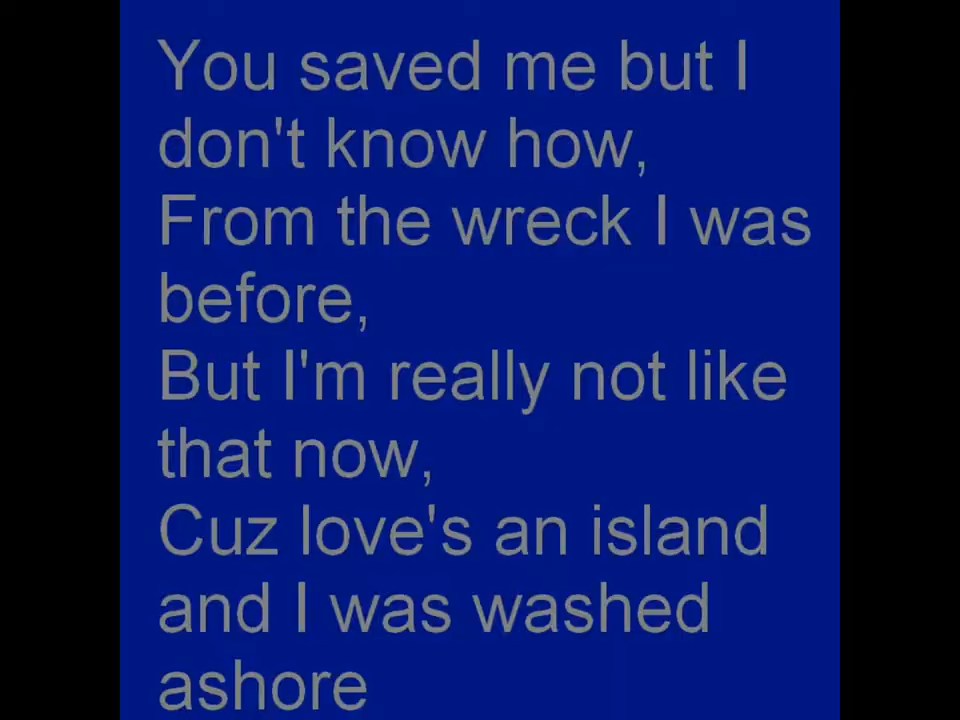 You saved me but I
don't know how,
From the wreck I was
before,
But I'm really not like
that now,
Cuz love's an island
and I was washed
ashore